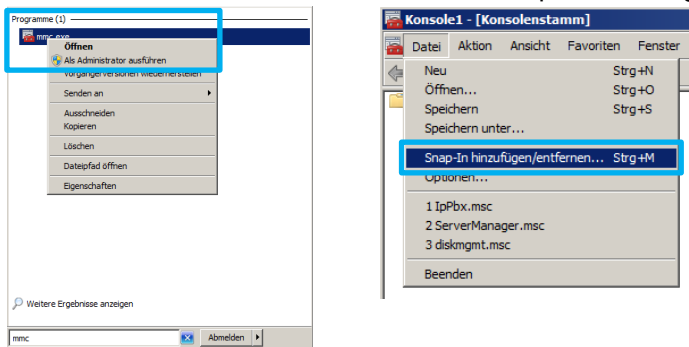 Programme (1)
mmc.exe
Öffnen
Als Administrator ausführen
Vorgängerversionen wiederherstellen
Senden an
Ausschneiden
Kopieren
Löschen
Dateipfad öffnen
Eigenschaften
Weitere Ergebnisse anzeigen
mmc
Abmelden
Konsole1 - [Konsolenstamm]
Datei Aktion Ansicht Favoriten Fenster
Neu Strg+N
Öffnen... Strg+O
Speichern Strg+S
Speichern unter...
Snap-In hinzufügen/entfernen... Strg+M
Optionen...
1 IpPbx.msc
2 ServerManager.msc
3 diskmgmt.msc
Beenden